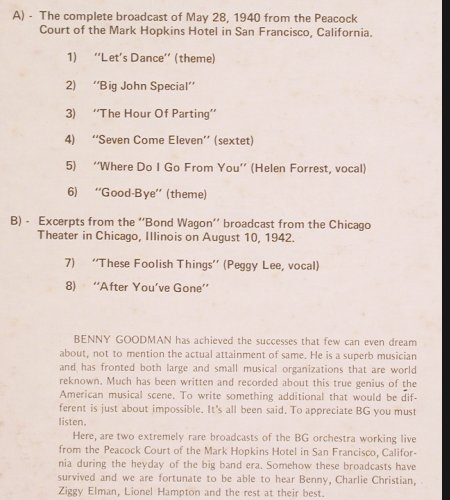 A) - The complete broadcast of May 28, 1940 from the Peacock
Court of the Mark Hopkins Hotel in San Francisco, California.
1) "Let's Dance" (theme)
2) "Big John Special"
3) "The Hour Of Parting"
4) "Seven Come Eleven" (sextet)
5) "Where Do I Go From You" (Helen Forrest, vocal)
6) "Good-Bye" (theme)
B) - Excerpts from the "Bond Wagon" broadcast from the Chicago
Theater in Chicago, Illinois on August 10, 1942.
7) "These Foolish Things" (Peggy Lee, vocal)
8) "After You've Gone"
BENNY GOODMAN has achieved the successes that few can even dream
about, not to mention the actual attainment of same. He is a superb musician
and has fronted both large and small musical organizations that are world
reknown. Much has been written and recorded about this true genius of the
American musical scene. To write something additional that would be dif-
ferent is just about impossible. It's all been said. To appreciate BG you must
listen.
Here, are two extremely rare broadcasts of the BG orchestra working live
from the Peacock Court of the Mark Hopkins Hotel in San Francisco, Califor-
nia during the heyday of the big band era. Somehow these broadcasts have
survived and we are fortunate to be able to hear Benny, Charlie Christian,
Ziggy Elman, Lionel Hampton and the rest at their best.